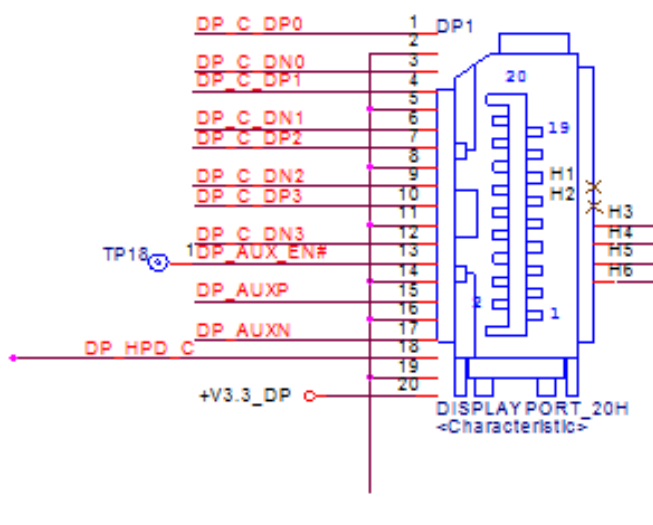 DP_C_DP0 1 DP1
2
DP_C_DN0 3
DP_C_DP1 4
5
DP_C_DN1 6
DP_C_DP2 7
8
DP_C_DN2 9
DP_C_DP3 10
11
DP_C_DN3 12
TP18 1 DP_AUX_EN# 13
14
DP_AUXP 15
16
DP_AUXN 17
DP_HPD_C 18
19
+V3.3_DP 20
20
19
H1
H2
H3
H4
H5
H6
2
1
DISPLAYPORT_20H
<Characteristic>